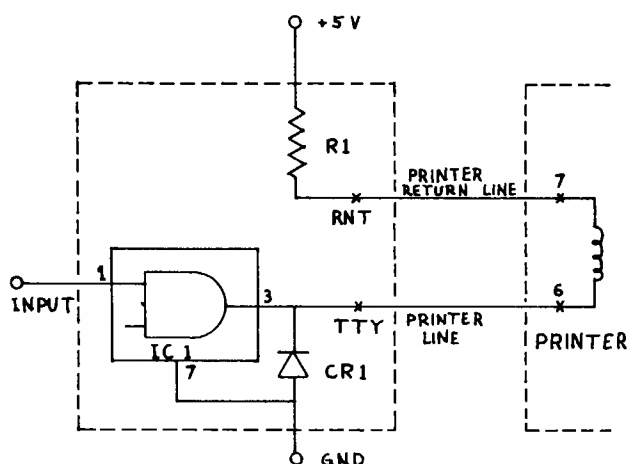 +5 V
R1
PRINTER
RETURN LINE
7
RNT
INPUT
1
3
6
TTY
PRINTER
LINE
PRINTER
IC 1
7
CR1
GND